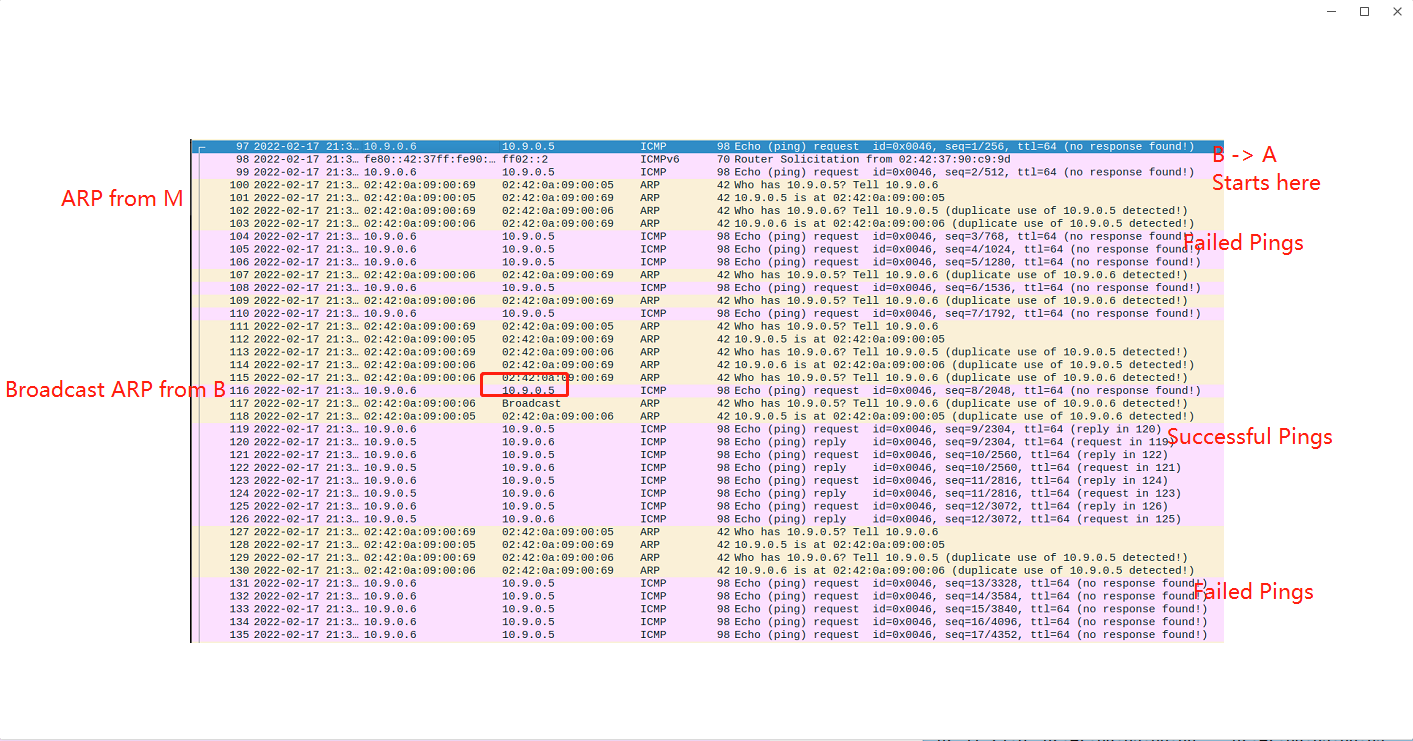 97 2022-02-17 21:3… 10.9.0.6 10.9.0.5 ICMP 98 Echo (ping) request id=0x0046, seq=1/256, ttl=64 (no response found!)
B -> A
98 2022-02-17 21:3… fe80::42:37ff:fe90:… ff02::2 ICMPv6 70 Router Solicitation from 02:42:37:90:c9:9d
99 2022-02-17 21:3… 10.9.0.6 10.9.0.5 ICMP 98 Echo (ping) request id=0x0046, seq=2/512, ttl=64 (no response found!)
Starts here
100 2022-02-17 21:3… 02:42:0a:09:00:69 02:42:0a:09:00:05 ARP 42 Who has 10.9.0.5? Tell 10.9.0.6
ARP from M
101 2022-02-17 21:3… 02:42:0a:09:00:05 02:42:0a:09:00:69 ARP 42 10.9.0.5 is at 02:42:0a:09:00:05
102 2022-02-17 21:3… 02:42:0a:09:00:69 02:42:0a:09:00:06 ARP 42 Who has 10.9.0.6? Tell 10.9.0.5 (duplicate use of 10.9.0.5 detected!)
103 2022-02-17 21:3… 02:42:0a:09:00:06 02:42:0a:09:00:69 ARP 42 10.9.0.6 is at 02:42:0a:09:00:06 (duplicate use of 10.9.0.5 detected!)
104 2022-02-17 21:3… 10.9.0.6 10.9.0.5 ICMP 98 Echo (ping) request id=0x0046, seq=3/768, ttl=64 (no response found!)
Failed Pings
105 2022-02-17 21:3… 10.9.0.6 10.9.0.5 ICMP 98 Echo (ping) request id=0x0046, seq=4/1024, ttl=64 (no response found!)
106 2022-02-17 21:3… 10.9.0.6 10.9.0.5 ICMP 98 Echo (ping) request id=0x0046, seq=5/1280, ttl=64 (no response found!)
107 2022-02-17 21:3… 02:42:0a:09:00:06 02:42:0a:09:00:69 ARP 42 Who has 10.9.0.5? Tell 10.9.0.6 (duplicate use of 10.9.0.6 detected!)
108 2022-02-17 21:3… 10.9.0.6 10.9.0.5 ICMP 98 Echo (ping) request id=0x0046, seq=6/1536, ttl=64 (no response found!)
109 2022-02-17 21:3… 02:42:0a:09:00:06 02:42:0a:09:00:69 ARP 42 Who has 10.9.0.5? Tell 10.9.0.6 (duplicate use of 10.9.0.6 detected!)
110 2022-02-17 21:3… 10.9.0.6 10.9.0.5 ICMP 98 Echo (ping) request id=0x0046, seq=7/1792, ttl=64 (no response found!)
111 2022-02-17 21:3… 02:42:0a:09:00:69 02:42:0a:09:00:05 ARP 42 Who has 10.9.0.5? Tell 10.9.0.6
112 2022-02-17 21:3… 02:42:0a:09:00:05 02:42:0a:09:00:69 ARP 42 10.9.0.5 is at 02:42:0a:09:00:05
113 2022-02-17 21:3… 02:42:0a:09:00:69 02:42:0a:09:00:06 ARP 42 Who has 10.9.0.6? Tell 10.9.0.5 (duplicate use of 10.9.0.5 detected!)
114 2022-02-17 21:3… 02:42:0a:09:00:06 02:42:0a:09:00:69 ARP 42 10.9.0.6 is at 02:42:0a:09:00:06 (duplicate use of 10.9.0.5 detected!)
115 2022-02-17 21:3… 02:42:0a:09:00:06 02:42:0a:09:00:69 ARP 42 Who has 10.9.0.5? Tell 10.9.0.6 (duplicate use of 10.9.0.6 detected!)
Broadcast ARP from B
116 2022-02-17 21:3… 10.9.0.6 10.9.0.5 ICMP 98 Echo (ping) request id=0x0046, seq=8/2048, ttl=64 (no response found!)
117 2022-02-17 21:3… 02:42:0a:09:00:06 Broadcast ARP 42 Who has 10.9.0.5? Tell 10.9.0.6 (duplicate use of 10.9.0.6 detected!)
118 2022-02-17 21:3… 02:42:0a:09:00:05 02:42:0a:09:00:06 ARP 42 10.9.0.5 is at 02:42:0a:09:00:05 (duplicate use of 10.9.0.6 detected!)
119 2022-02-17 21:3… 10.9.0.6 10.9.0.5 ICMP 98 Echo (ping) request id=0x0046, seq=9/2304, ttl=64 (reply in 120)
Successful Pings
120 2022-02-17 21:3… 10.9.0.5 10.9.0.6 ICMP 98 Echo (ping) reply id=0x0046, seq=9/2304, ttl=64 (request in 119)
121 2022-02-17 21:3… 10.9.0.6 10.9.0.5 ICMP 98 Echo (ping) request id=0x0046, seq=10/2560, ttl=64 (reply in 122)
122 2022-02-17 21:3… 10.9.0.5 10.9.0.6 ICMP 98 Echo (ping) reply id=0x0046, seq=10/2560, ttl=64 (request in 121)
123 2022-02-17 21:3… 10.9.0.6 10.9.0.5 ICMP 98 Echo (ping) request id=0x0046, seq=11/2816, ttl=64 (reply in 124)
124 2022-02-17 21:3… 10.9.0.5 10.9.0.6 ICMP 98 Echo (ping) reply id=0x0046, seq=11/2816, ttl=64 (request in 123)
125 2022-02-17 21:3… 10.9.0.6 10.9.0.5 ICMP 98 Echo (ping) request id=0x0046, seq=12/3072, ttl=64 (reply in 126)
126 2022-02-17 21:3… 10.9.0.5 10.9.0.6 ICMP 98 Echo (ping) reply id=0x0046, seq=12/3072, ttl=64 (request in 125)
127 2022-02-17 21:3… 02:42:0a:09:00:69 02:42:0a:09:00:05 ARP 42 Who has 10.9.0.5? Tell 10.9.0.6
128 2022-02-17 21:3… 02:42:0a:09:00:05 02:42:0a:09:00:69 ARP 42 10.9.0.5 is at 02:42:0a:09:00:05
129 2022-02-17 21:3… 02:42:0a:09:00:69 02:42:0a:09:00:06 ARP 42 Who has 10.9.0.6? Tell 10.9.0.5 (duplicate use of 10.9.0.5 detected!)
130 2022-02-17 21:3… 02:42:0a:09:00:06 02:42:0a:09:00:69 ARP 42 10.9.0.6 is at 02:42:0a:09:00:06 (duplicate use of 10.9.0.5 detected!)
131 2022-02-17 21:3… 10.9.0.6 10.9.0.5 ICMP 98 Echo (ping) request id=0x0046, seq=13/3328, ttl=64 (no response found!)
Failed Pings
132 2022-02-17 21:3… 10.9.0.6 10.9.0.5 ICMP 98 Echo (ping) request id=0x0046, seq=14/3584, ttl=64 (no response found!)
133 2022-02-17 21:3… 10.9.0.6 10.9.0.5 ICMP 98 Echo (ping) request id=0x0046, seq=15/3840, ttl=64 (no response found!)
134 2022-02-17 21:3… 10.9.0.6 10.9.0.5 ICMP 98 Echo (ping) request id=0x0046, seq=16/4096, ttl=64 (no response found!)
135 2022-02-17 21:3… 10.9.0.6 10.9.0.5 ICMP 98 Echo (ping) request id=0x0046, seq=17/4352, ttl=64 (no response found!)